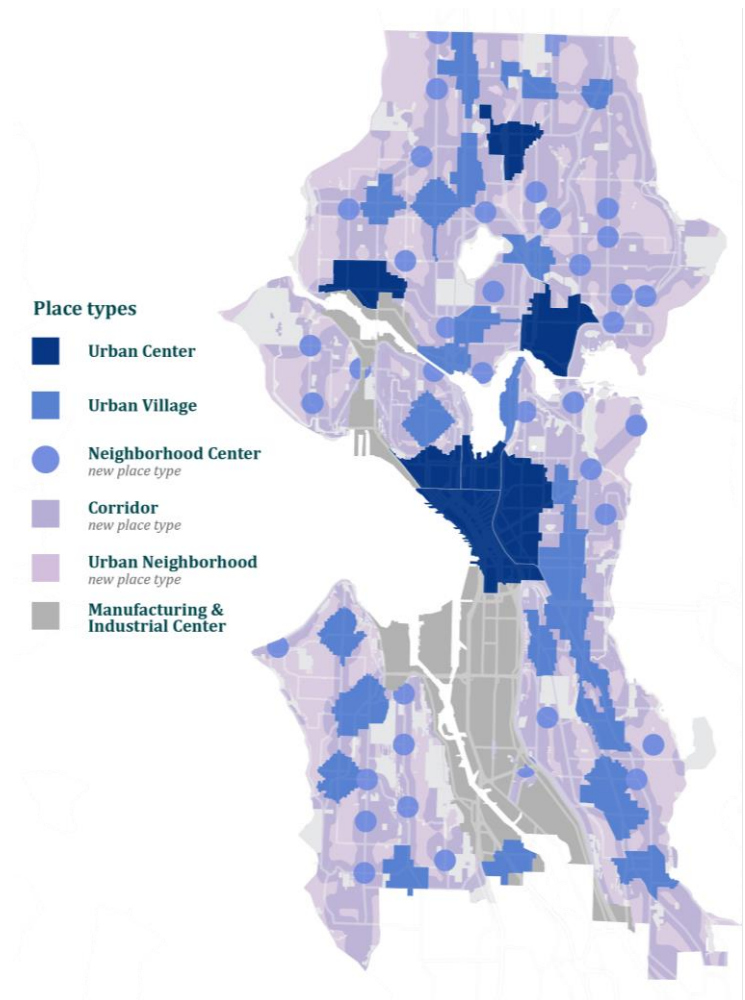 Place types
Urban Center
Urban Village
Neighborhood Center
new place type
Corridor
new place type
Urban Neighborhood
new place type
Manufacturing &
Industrial Center